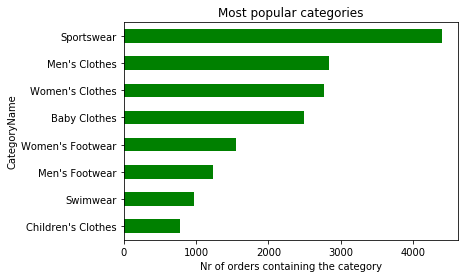 Most popular categories
CategoryName
Sportswear
Men's Clothes
Women's Clothes
Baby Clothes
Women's Footwear
Men's Footwear
Swimwear
Children's Clothes
0 1000 2000 3000 4000
Nr of orders containing the category